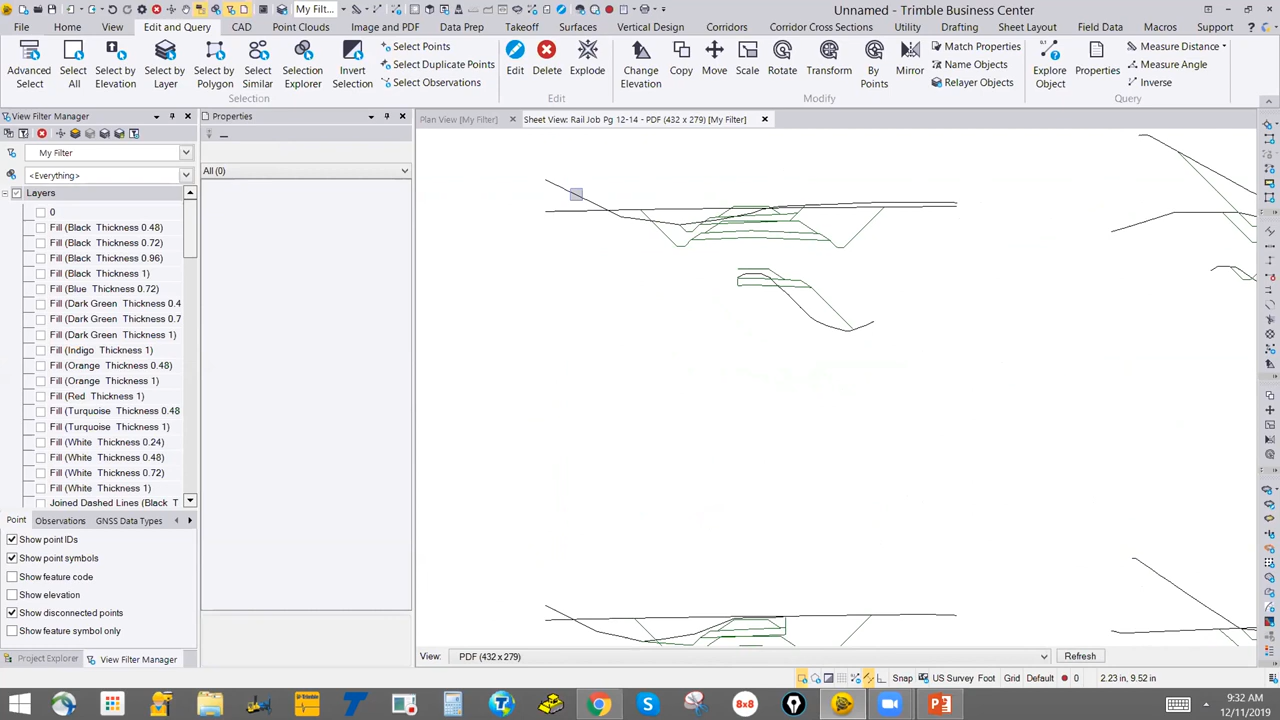 My Filt...
Unnamed - Trimble Business Center
File Home View Edit and Query CAD Point Clouds Image and PDF Data Prep Takeoff Surfaces Vertical Design Corridors Corridor Cross Sections Utilities Drafting Sheet Layout Field Data Macros Support
Advanced Select
Select All
Select by Elevation
Select by Layer
Select by Polygon
Select Similar
Selection Explorer
Invert Selection
Select Points
Select Duplicate Points
Select Observations
Edit
Delete
Explode
Change Elevation
Copy
Move
Scale
Rotate
Transform
By Points
Mirror
Match Properties
Name Objects
Relayer Objects
Explore Object
Properties
Measure Distance
Measure Angle
Inverse
Selection Edit Modify Query
View Filter Manager
Properties
Plan View [My Filter]
Sheet View: Rail Job Pg 12-14 - PDF (432 x 279) [My Filter]
My Filter
<Everything>
All (0)
Layers
0
Fill (Black Thickness 0.48)
Fill (Black Thickness 0.72)
Fill (Black Thickness 0.96)
Fill (Black Thickness 1)
Fill (Blue Thickness 0.72)
Fill (Dark Green Thickness 0.4
Fill (Dark Green Thickness 0.7
Fill (Dark Green Thickness 1)
Fill (Indigo Thickness 1)
Fill (Orange Thickness 0.48)
Fill (Orange Thickness 1)
Fill (Red Thickness 1)
Fill (Turquoise Thickness 0.48
Fill (Turquoise Thickness 1)
Fill (White Thickness 0.24)
Fill (White Thickness 0.48)
Fill (White Thickness 0.72)
Fill (White Thickness 1)
Joined Dashed Lines (Black T
Point Observations GNSS Data Types
Show point IDs
Show point symbols
Show feature code
Show elevation
Show disconnected points
Show feature symbol only
Project Explorer View Filter Manager
View: PDF (432 x 279) Refresh
Snap US Survey Foot Grid Default 0 2.23 in, 9.52 in
8x8
9:32 AM
12/11/2019